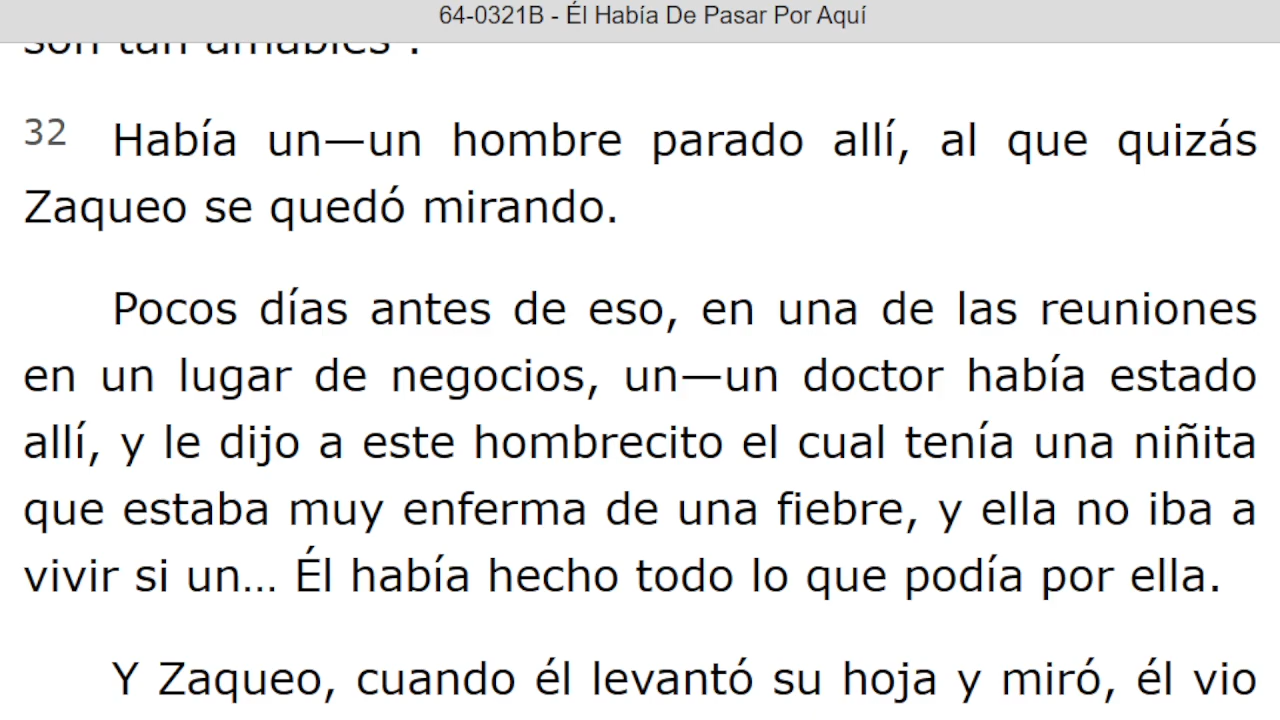 64-0321B - Él Había De Pasar Por Aquí
son tan amables".
32 Había un—un hombre parado allí, al que quizás
Zaqueo se quedó mirando.
Pocos días antes de eso, en una de las reuniones
en un lugar de negocios, un—un doctor había estado
allí, y le dijo a este hombrecito el cual tenía una niñita
que estaba muy enferma de una fiebre, y ella no iba a
vivir si un… Él había hecho todo lo que podía por ella.
Y Zaqueo, cuando él levantó su hoja y miró, él vio